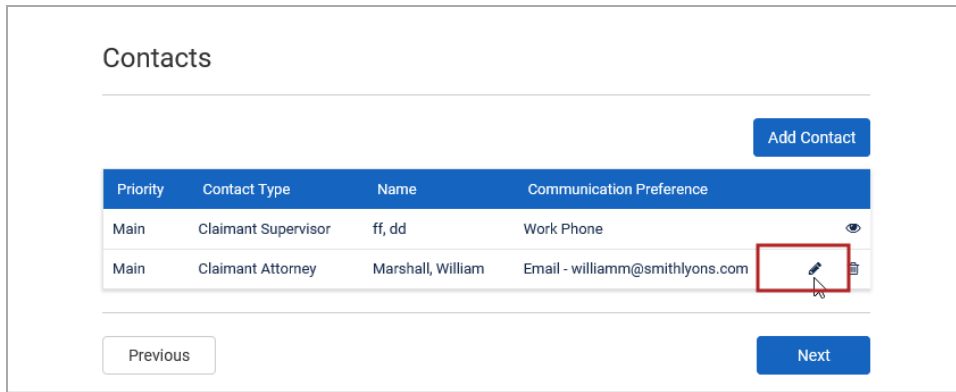 Contacts
Add Contact
Priority Contact Type Name Communication Preference
Main Claimant Supervisor ff, dd Work Phone
Main Claimant Attorney Marshall, William Email - williamm@smithlyons.com
Previous Next